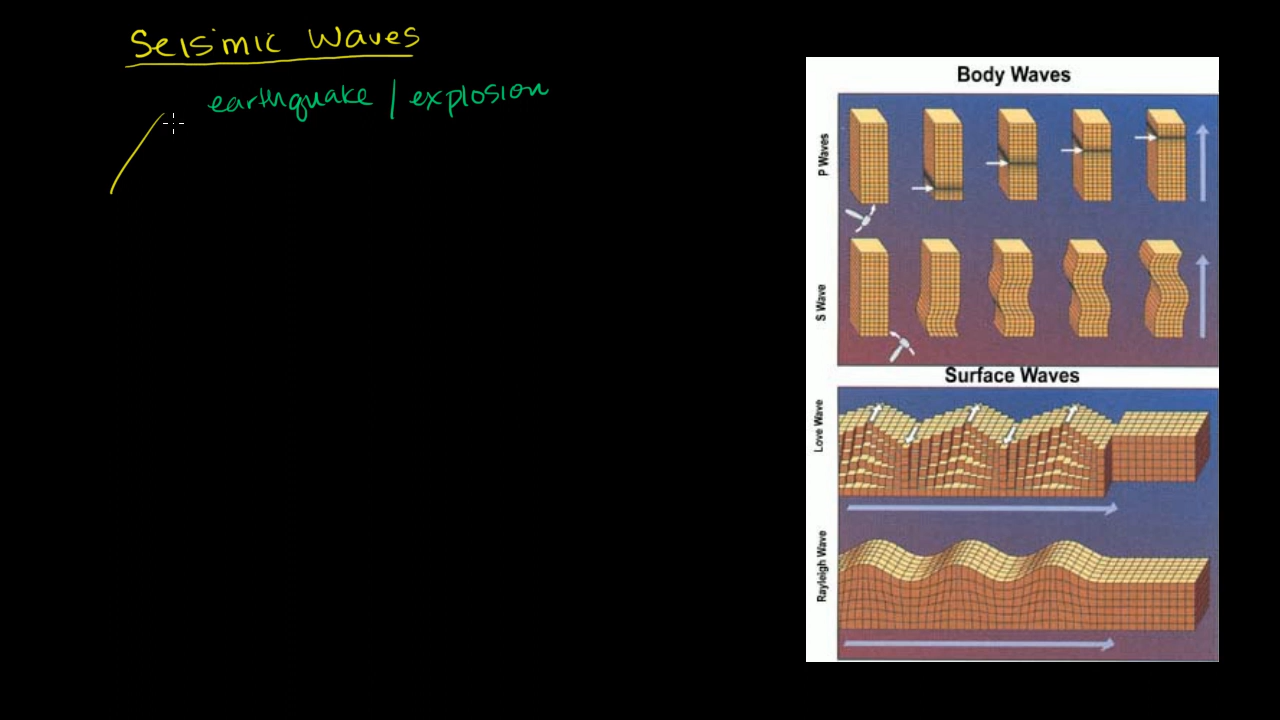 Seismic Waves
earthquake / explosion
Body Waves
P Waves
S Wave
Surface Waves
Love Wave
Rayleigh Wave